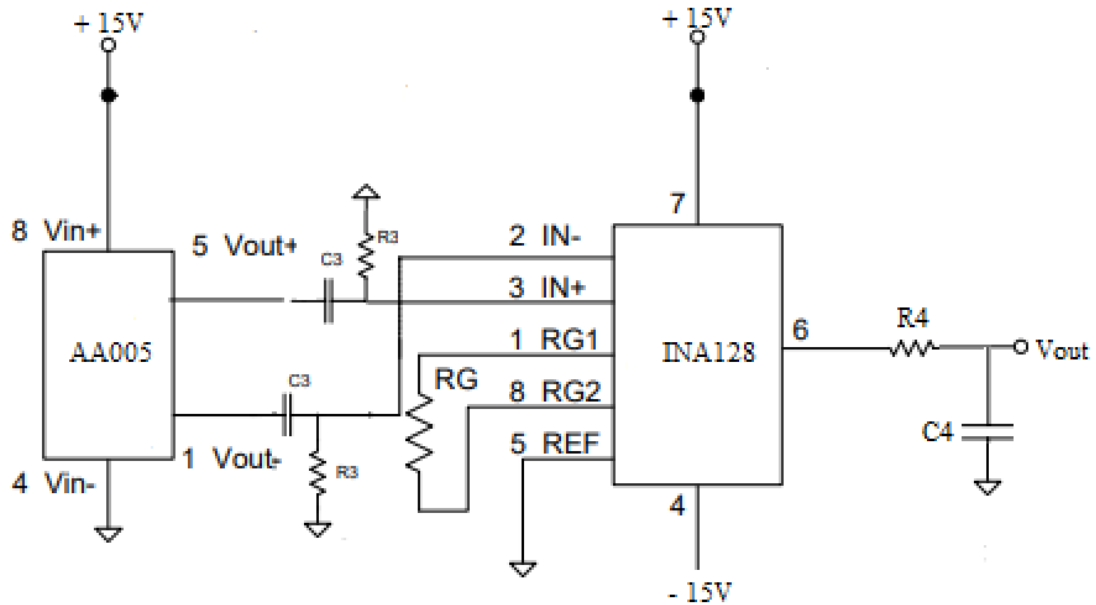 + 15V
+ 15V
8 Vin+
5 Vout+
C3
R3
2 IN-
7
3 IN+
AA005
1 RG1
INA128
6
R4
Vout
C3
RG
8 RG2
C4
1 Vout-
R3
5 REF
4 Vin-
4
- 15V